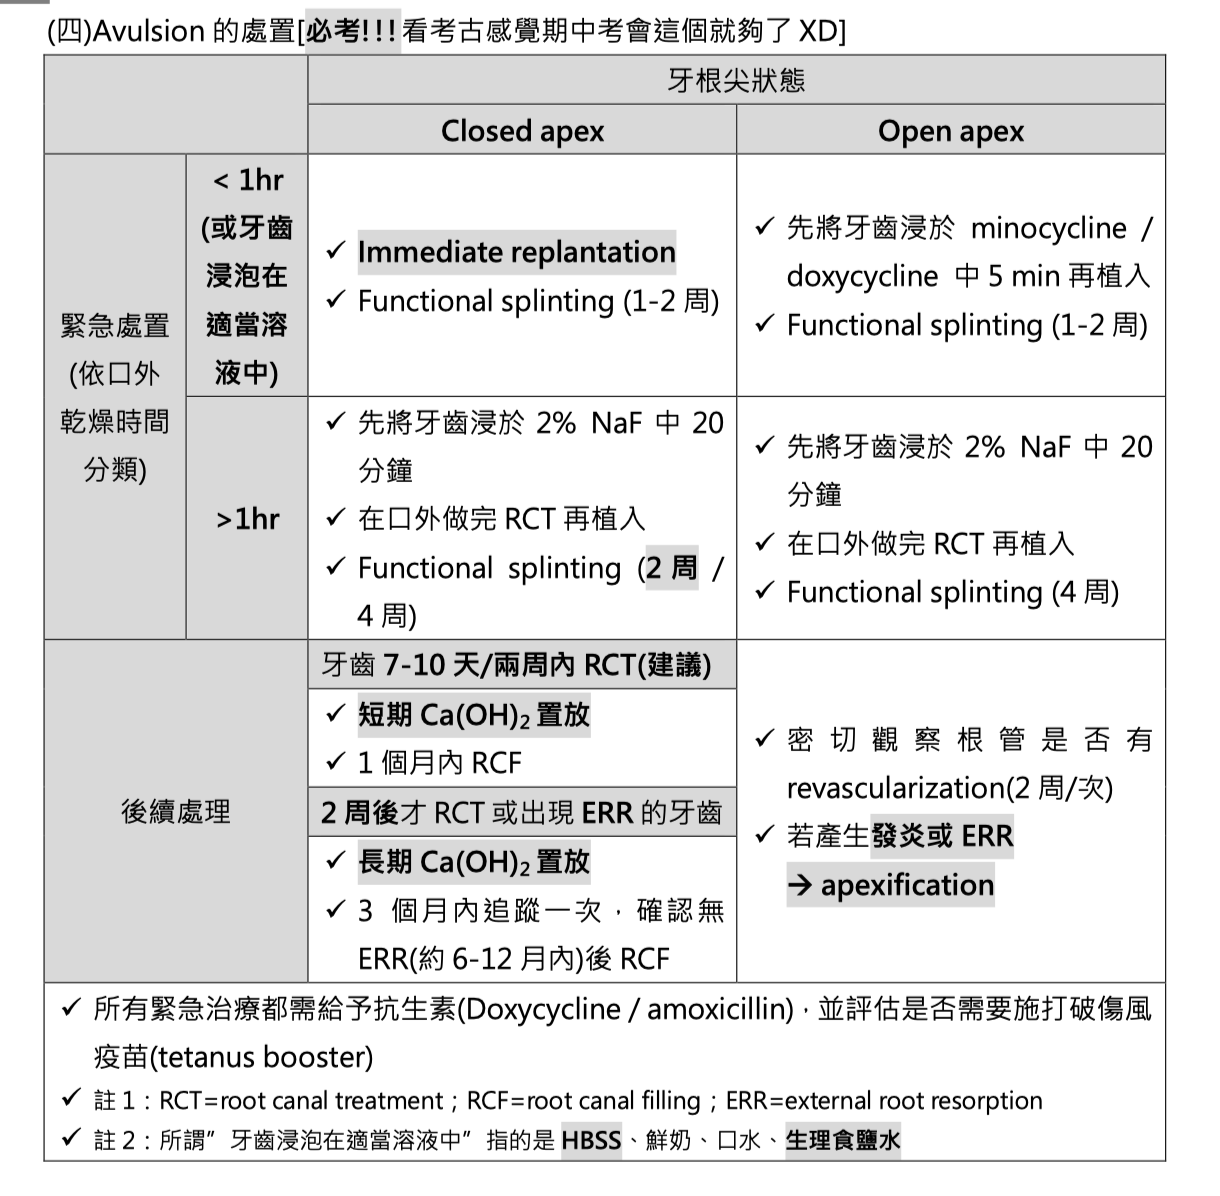 (四)Avulsion 的處置[必考!!!看考古感覺期中考會這個就夠了 XD]
牙根尖狀態
Closed apex
Open apex
緊急處置
(依口外
乾燥時間
分類)
< 1hr
(或牙齒
浸泡在
適當溶
液中)
✓ Immediate replantation
✓ Functional splinting (1-2 周)
✓ 先將牙齒浸於 minocycline /
doxycycline 中 5 min 再植入
✓ Functional splinting (1-2 周)
>1hr
✓ 先將牙齒浸於 2% NaF 中 20
分鐘
✓ 在口外做完 RCT 再植入
✓ Functional splinting (2 周 /
4 周)
✓ 先將牙齒浸於 2% NaF 中 20
分鐘
✓ 在口外做完 RCT 再植入
✓ Functional splinting (4 周)
後續處理
牙齒 7-10 天/兩周內 RCT(建議)
✓ 短期 Ca(OH)₂ 置放
✓ 1 個月內 RCF
2 周後才 RCT 或出現 ERR 的牙齒
✓ 長期 Ca(OH)₂ 置放
✓ 3 個月內追蹤一次，確認無
ERR(約 6-12 月內)後 RCF
✓ 密切觀察根管是否有
revascularization(2 周/次)
✓ 若產生發炎或 ERR
→ apexification
✓ 所有緊急治療都需給予抗生素(Doxycycline / amoxicillin)，並評估是否需要施打破傷風
疫苗(tetanus booster)
✓ 註 1：RCT=root canal treatment；RCF=root canal filling；ERR=external root resorption
✓ 註 2：所謂”牙齒浸泡在適當溶液中”指的是 HBSS、鮮奶、口水、生理食鹽水